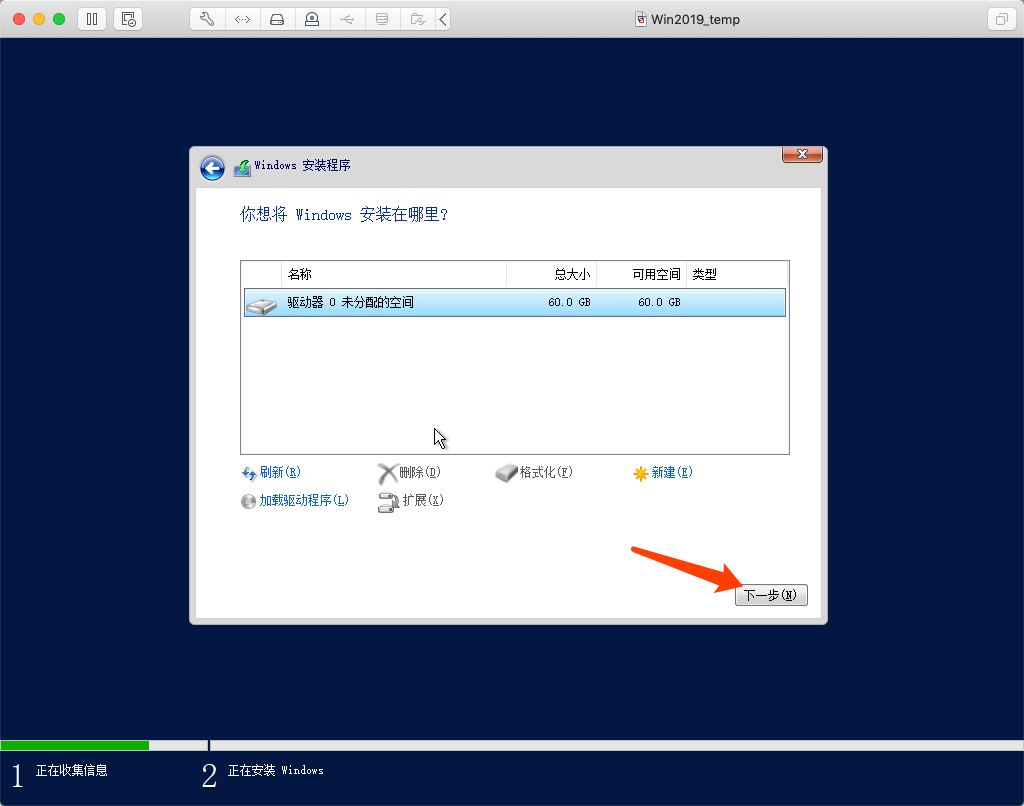 Win2019_temp
Windows 安装程序
你想将 Windows 安装在哪里?
名称 总大小 可用空间 类型
驱动器 0 未分配的空间 60.0 GB 60.0 GB
刷新(R) 删除(D) 格式化(F) 新建(E)
加载驱动程序(L) 扩展(X)
下一步(N)
1 正在收集信息 2 正在安装 Windows